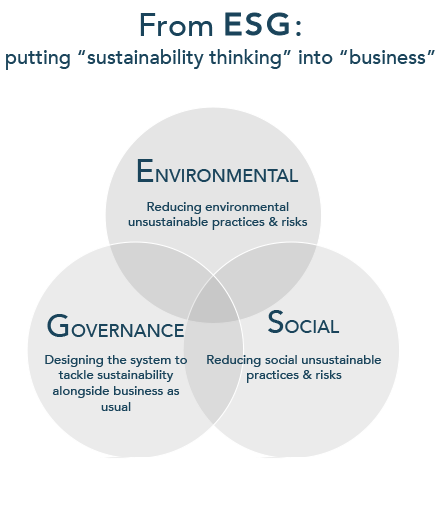 From ESG:
putting “sustainability thinking” into “business”
ENVIRONMENTAL
Reducing environmental
unsustainable practices & risks
GOVERNANCE
Designing the system to
tackle sustainability
alongside business as
usual
SOCIAL
Reducing social unsustainable
practices & risks